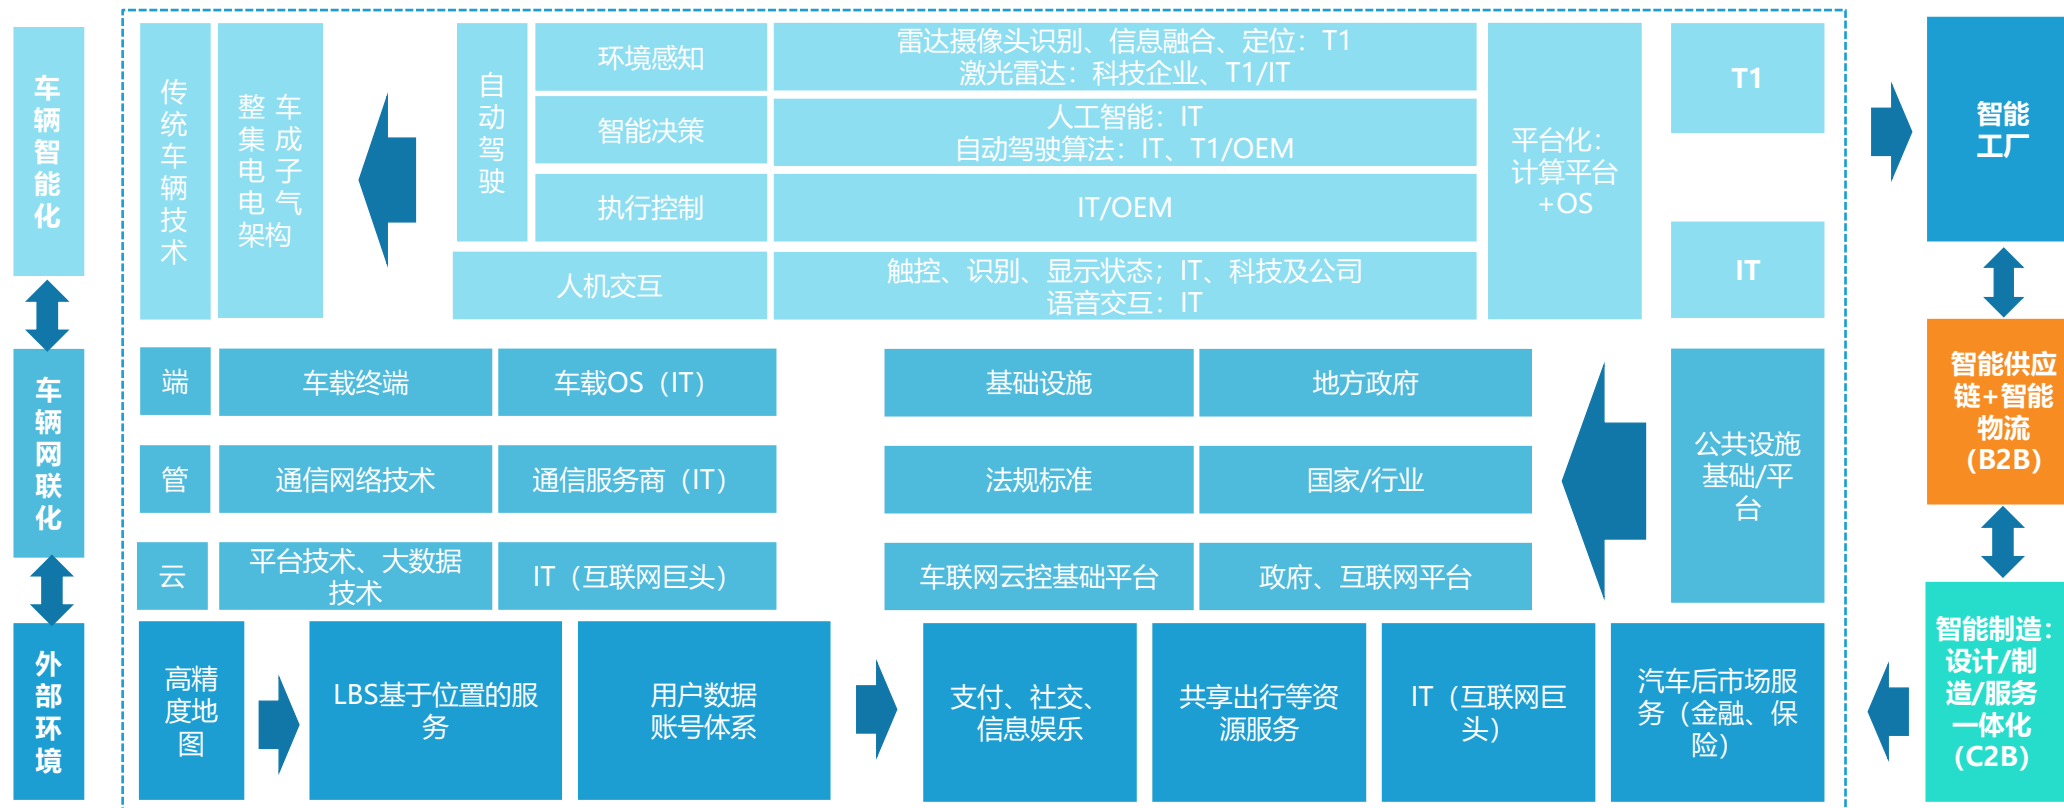 车
辆
智
能
化
传
统
车
辆
技
术
整 车
集 成
电 子
电 气
架构
自
动
驾
驶
环境感知
雷达摄像头识别、信息融合、定位：T1
激光雷达：科技企业、T1/IT
智能决策
人工智能：IT
自动驾驶算法：IT、T1/OEM
执行控制
IT/OEM
人机交互
触控、识别、显示状态；IT、科技及公司
语音交互：IT
平台化：
计算平台
+OS
T1
IT
智能
工厂
车
辆
网
联
化
端
车载终端
车载OS（IT）
基础设施
地方政府
管
通信网络技术
通信服务商（IT）
法规标准
国家/行业
云
平台技术、大数据
技术
IT（互联网巨头）
车联网云控基础平台
政府、互联网平台
公共设施
基础/平
台
智能供应
链+智能
物流
（B2B）
外
部
环
境
高精
度地
图
LBS基于位置的服
务
用户数据
账号体系
支付、社交、
信息娱乐
共享出行等资
源服务
IT（互联网巨
头）
汽车后市场服
务（金融、保
险）
智能制造：
设计/制
造/服务
一体化
（C2B）